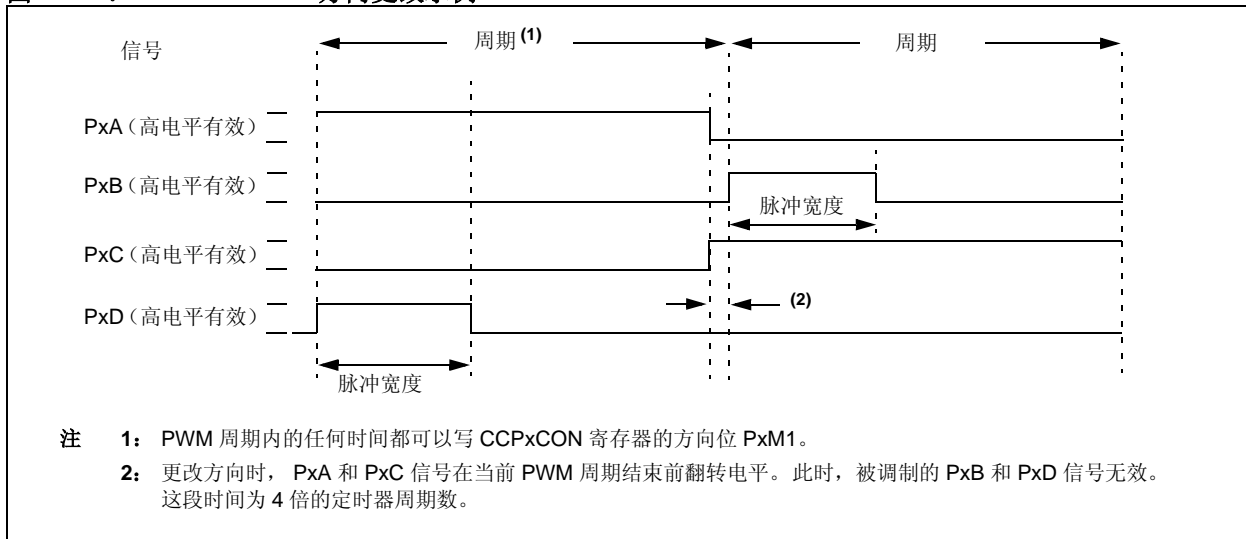 信号
周期(1)
周期
PxA（高电平有效）
PxB（高电平有效）
脉冲宽度
PxC（高电平有效）
(2)
PxD（高电平有效）
脉冲宽度
注 1： PWM 周期内的任何时间都可以写 CCPxCON 寄存器的方向位 PxM1。
2： 更改方向时， PxA 和 PxC 信号在当前 PWM 周期结束前翻转电平。此时，被调制的 PxB 和 PxD 信号无效。
这段时间为 4 倍的定时器周期数。